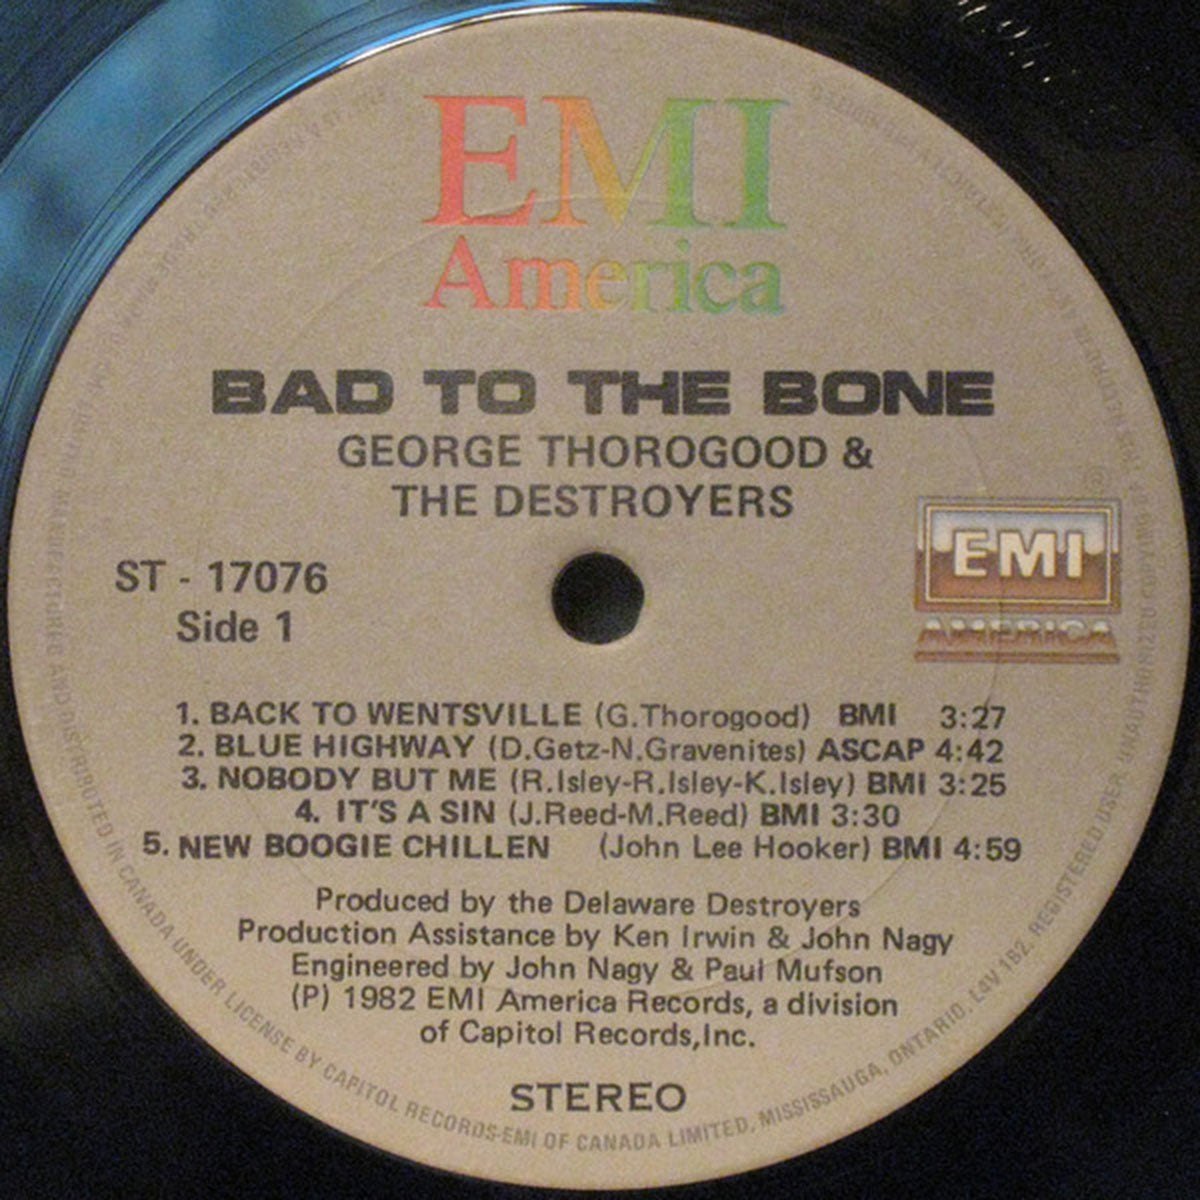 EMI
America
BAD TO THE BONE
GEORGE THOROGOOD &
THE DESTROYERS
EMI
AMERICA
ST - 17076
Side 1
1. BACK TO WENTSVILLE (G.Thorogood) BMI 3:27
2. BLUE HIGHWAY (D.Getz-N.Gravenites) ASCAP 4:42
3. NOBODY BUT ME (R.Isley-R.Isley-K.Isley) BMI 3:25
4. IT'S A SIN (J.Reed-M.Reed) BMI 3:30
5. NEW BOOGIE CHILLEN (John Lee Hooker) BMI 4:59
Produced by the Delaware Destroyers
Production Assistance by Ken Irwin & John Nagy
Engineered by John Nagy & Paul Mufson
(P) 1982 EMI America Records, a division
of Capitol Records,Inc.
STEREO
MANUFACTURED AND DISTRIBUTED IN CANADA UNDER LICENSE BY CAPITOL RECORDS-EMI OF CANADA LIMITED, MISSISSAUGA, ONTARIO, L4V 1B2. REGISTERED USER.